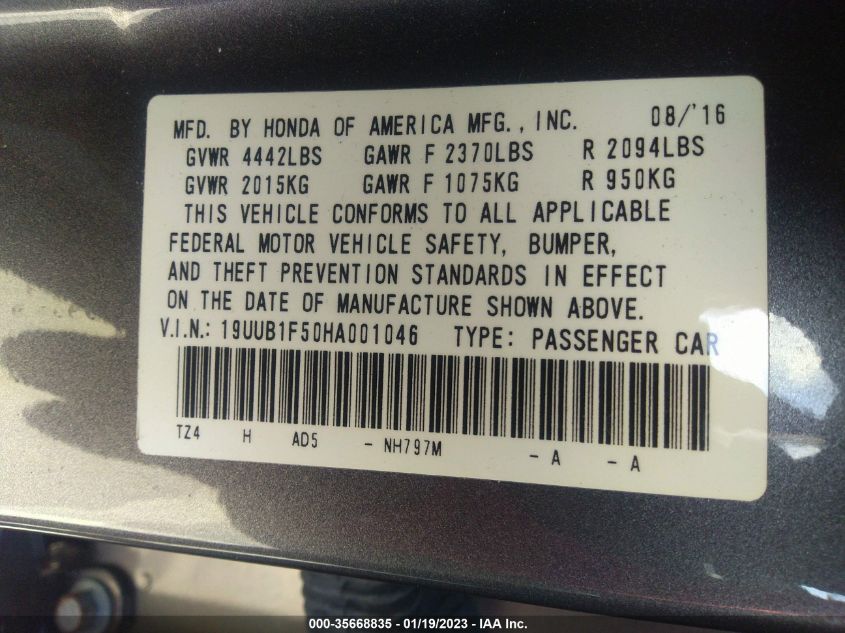 MFD. BY HONDA OF AMERICA MFG., INC. 08/'16
GVWR 4442LBS GAWR F 2370LBS R 2094LBS
GVWR 2015KG GAWR F 1075KG R 950KG
THIS VEHICLE CONFORMS TO ALL APPLICABLE
FEDERAL MOTOR VEHICLE SAFETY, BUMPER,
AND THEFT PREVENTION STANDARDS IN EFFECT
ON THE DATE OF MANUFACTURE SHOWN ABOVE.
V.I.N.: 19UUB1F50HA001046 TYPE: PASSENGER CAR
TZ4 H AD5 - NH797M - A - A
000-35668835 - 01/19/2023 - IAA Inc.